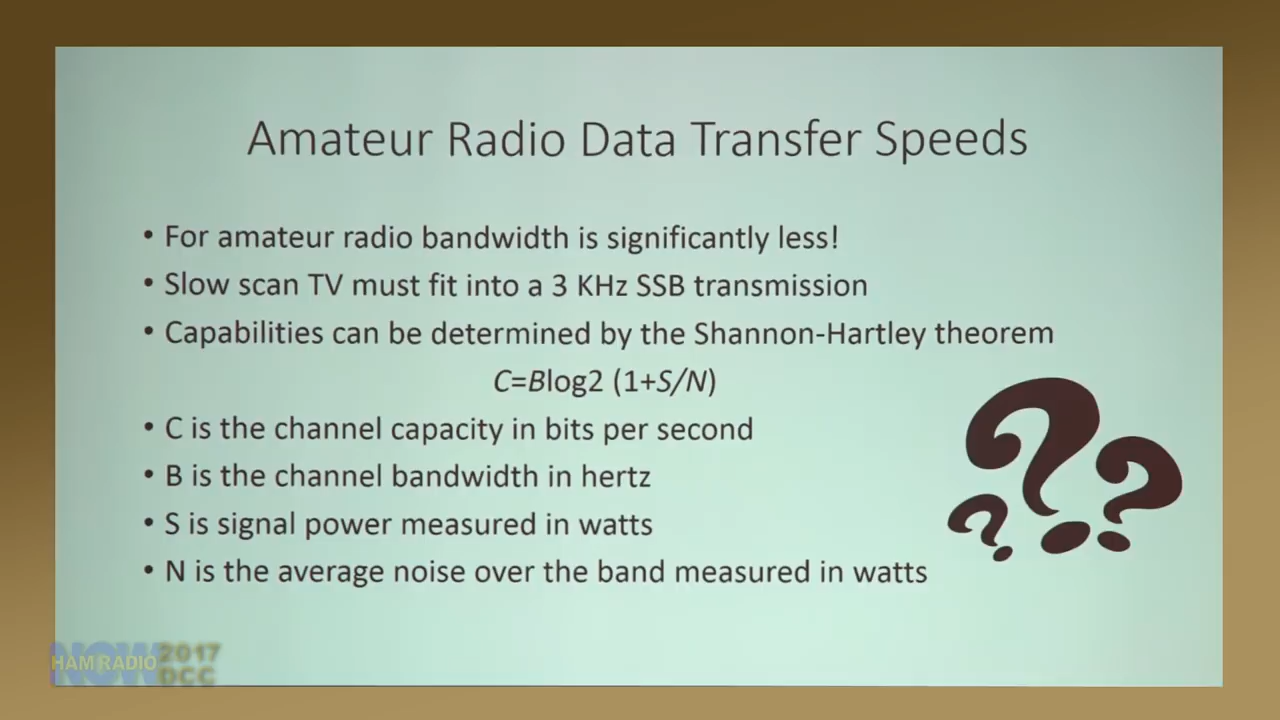 Amateur Radio Data Transfer Speeds
• For amateur radio bandwidth is significantly less!
• Slow scan TV must fit into a 3 KHz SSB transmission
• Capabilities can be determined by the Shannon-Hartley theorem
C=Blog2 (1+S/N)
• C is the channel capacity in bits per second
• B is the channel bandwidth in hertz
• S is signal power measured in watts
• N is the average noise over the band measured in watts
???
NOW
HAM RADIO
2017
DCC